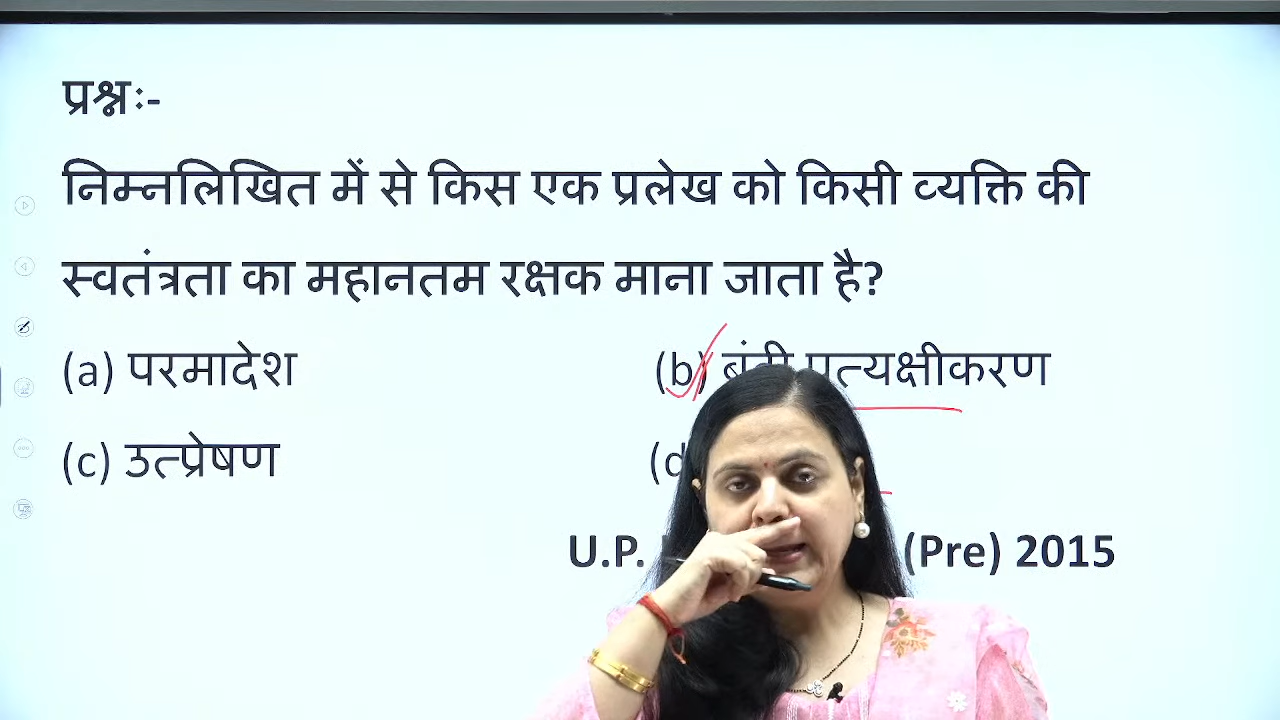 प्रश्नः-
निम्नलिखित में से किस एक प्रलेख को किसी व्यक्ति की
स्वतंत्रता का महानतम रक्षक माना जाता है?
(a) परमादेश (b) बंदी प्रत्यक्षीकरण
(c) उत्प्रेषण (d
U.P. (Pre) 2015